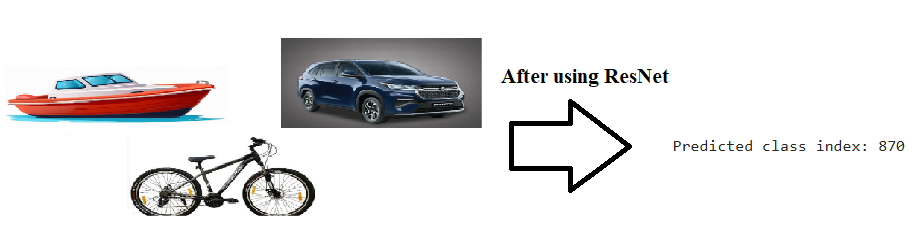 After using ResNet
Predicted class index: 870